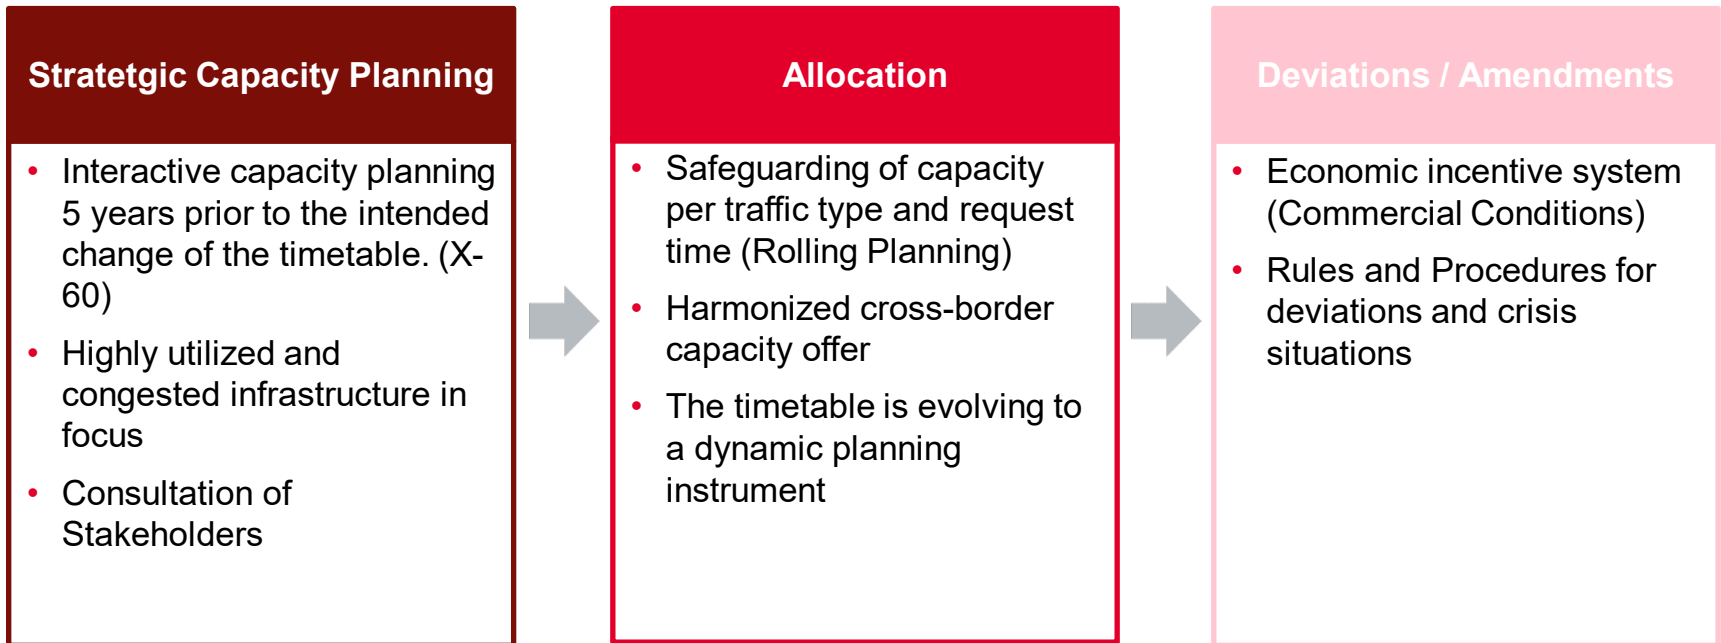 Stratetgic Capacity Planning
• Interactive capacity planning
5 years prior to the intended
change of the timetable. (X-
60)
• Highly utilized and
congested infrastructure in
focus
• Consultation of
Stakeholders
Allocation
• Safeguarding of capacity
per traffic type and request
time (Rolling Planning)
• Harmonized cross-border
capacity offer
• The timetable is evolving to
a dynamic planning
instrument
Deviations / Amendments
• Economic incentive system
(Commercial Conditions)
• Rules and Procedures for
deviations and crisis
situations